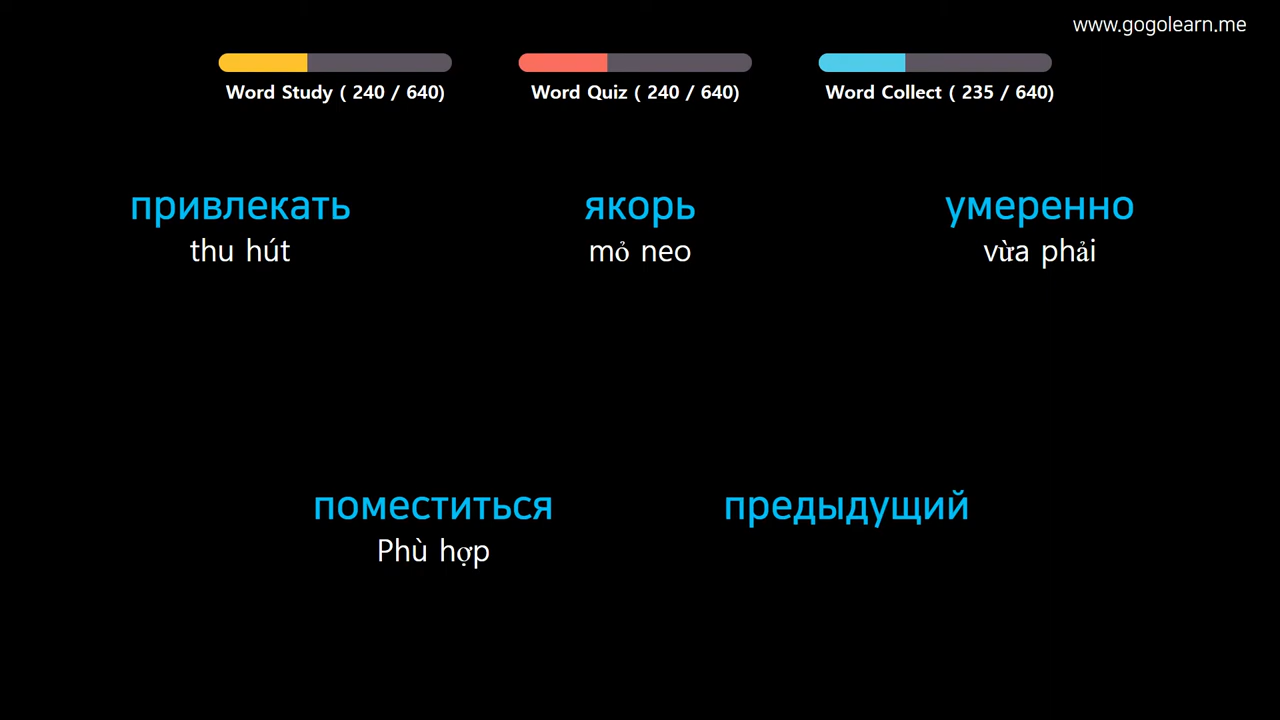 www.gogolearn.me
Word Study ( 240 / 640)
Word Quiz ( 240 / 640)
Word Collect ( 235 / 640)
привлекать
thu hút
якорь
mỏ neo
умеренно
vừa phải
поместиться
Phù hợp
предыдущий